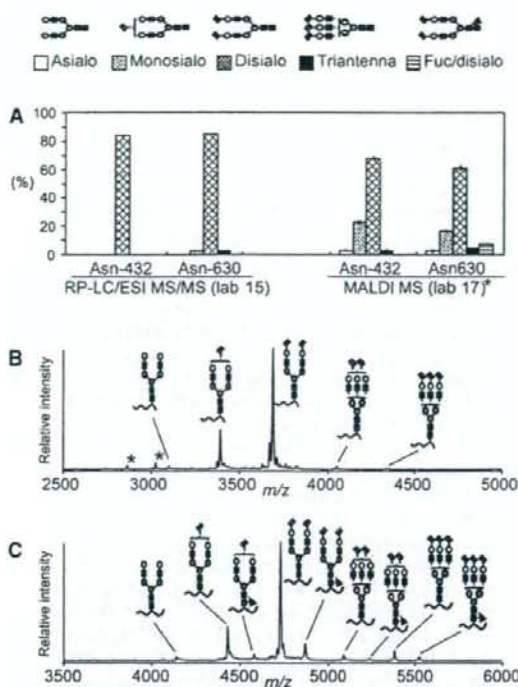 Asialo Monosialo Disialo Triantenna Fuc/disialo
A
100
80
60
(%)
40
20
0
Asn-432 Asn-630 Asn-432 Asn630
RP-LC/ESI MS/MS (lab 15) MALDI MS (lab 17)*
B
Relative intensity
* *
2500 3000 3500 4000 4500 5000
m/z
C
Relative intensity
3500 4000 4500 5000 5500 6000
m/z